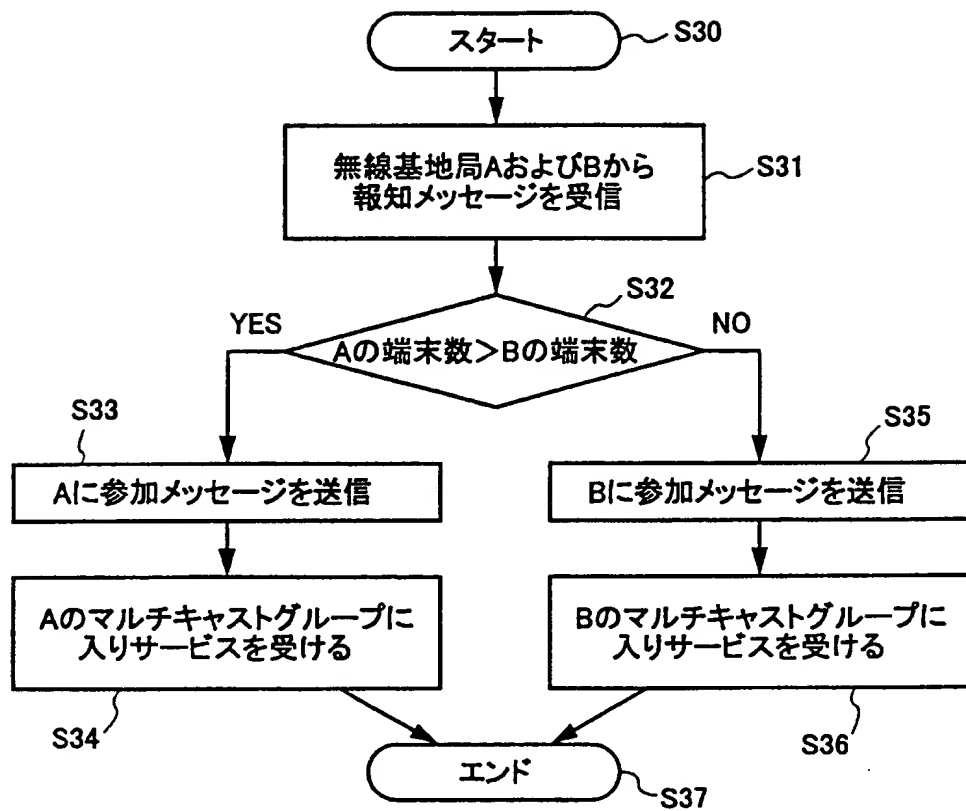 スタート
S30
無線基地局AおよびBから
報知メッセージを受信
S31
S32
YES
NO
Aの端末数＞Bの端末数
S33
S35
Aに参加メッセージを送信
Bに参加メッセージを送信
Aのマルチキャストグループに
入りサービスを受ける
Bのマルチキャストグループに
入りサービスを受ける
S34
S36
エンド
S37